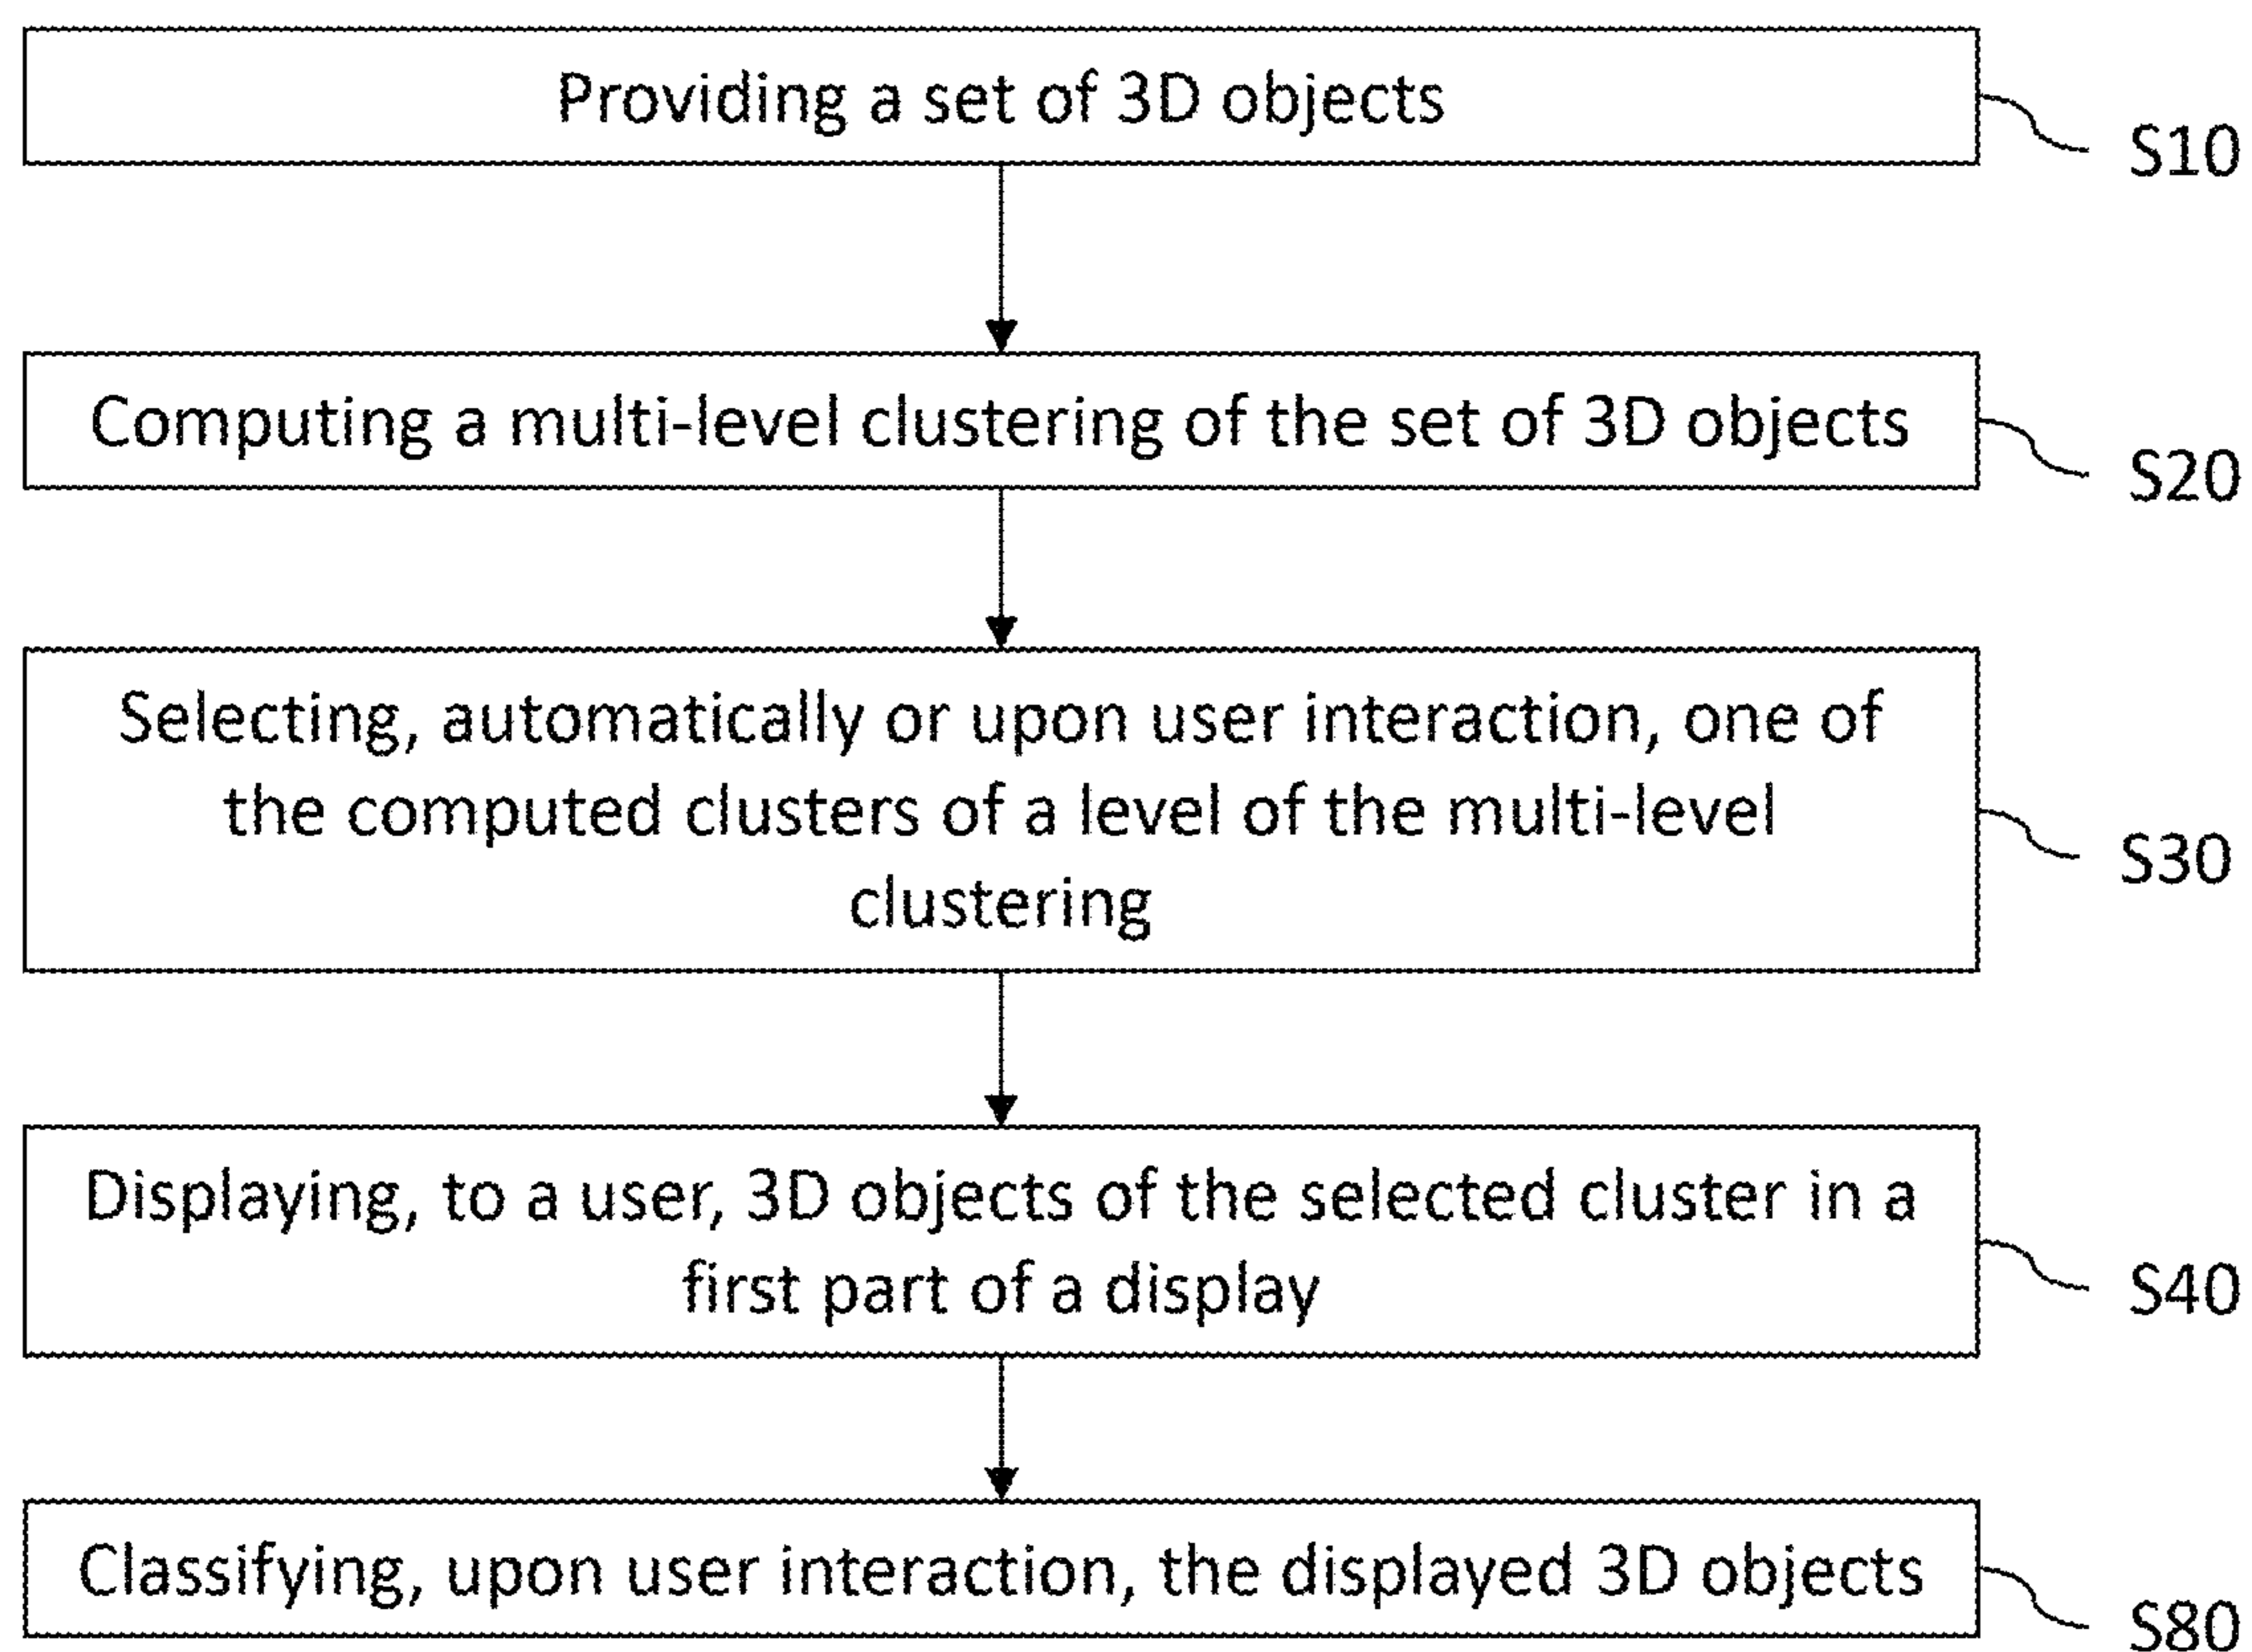 Providing a set of 3D objects
S10
Computing a multi-level clustering of the set of 3D objects
S20
Selecting, automatically or upon user interaction, one of
the computed clusters of a level of the multi-level
clustering
S30
Displaying, to a user, 3D objects of the selected cluster in a
first part of a display
S40
Classifying, upon user interaction, the displayed 3D objects
S80